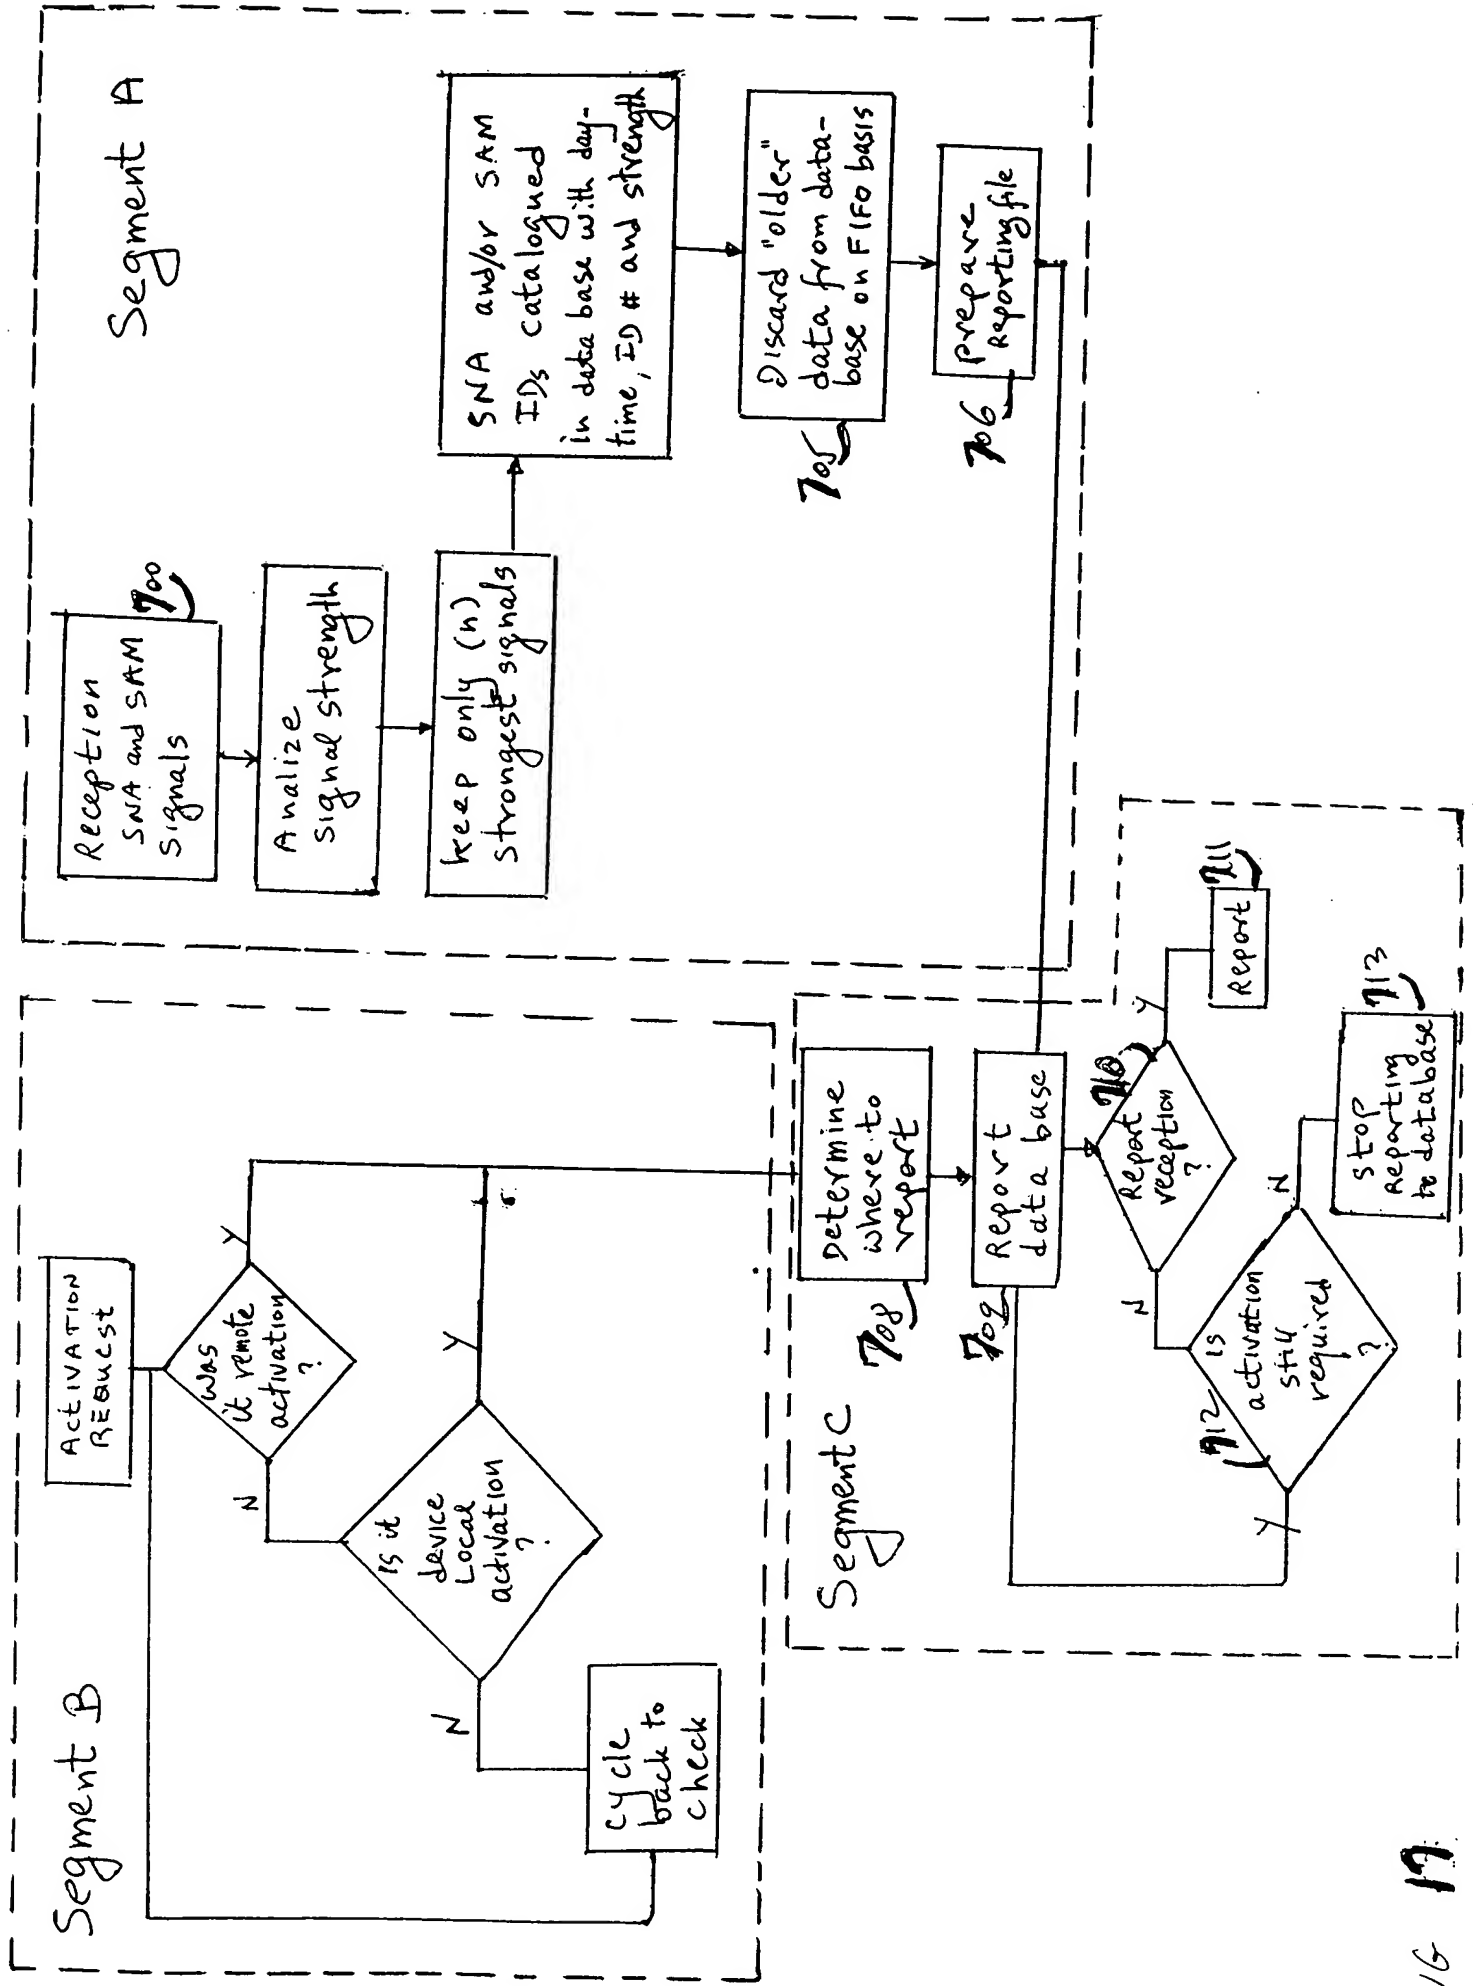 Segment B
ACTIVATION
REQUEST
Was
it remote
activation
?
Y
N
Is it
device
Local
activation
?
Y
N
Cycle
back to
check
Segment A
Reception
SNA and SAM
Signals
700
Analize
Signal strength
keep only (n)
strongest signals
SNA and/or SAM
IDs catalogued
in data base with day-
time, ID # and strength
Discard "older"
data from data-
base on FIFO basis
705
prepare
Reporting file
706
Segment C
Determine
where to
report
708
Report
data base
709
Report
reception
?
710
Y
Report
711
N
Is
activation
still
required
?
712
Y
N
Stop
Reporting
to database
713
17